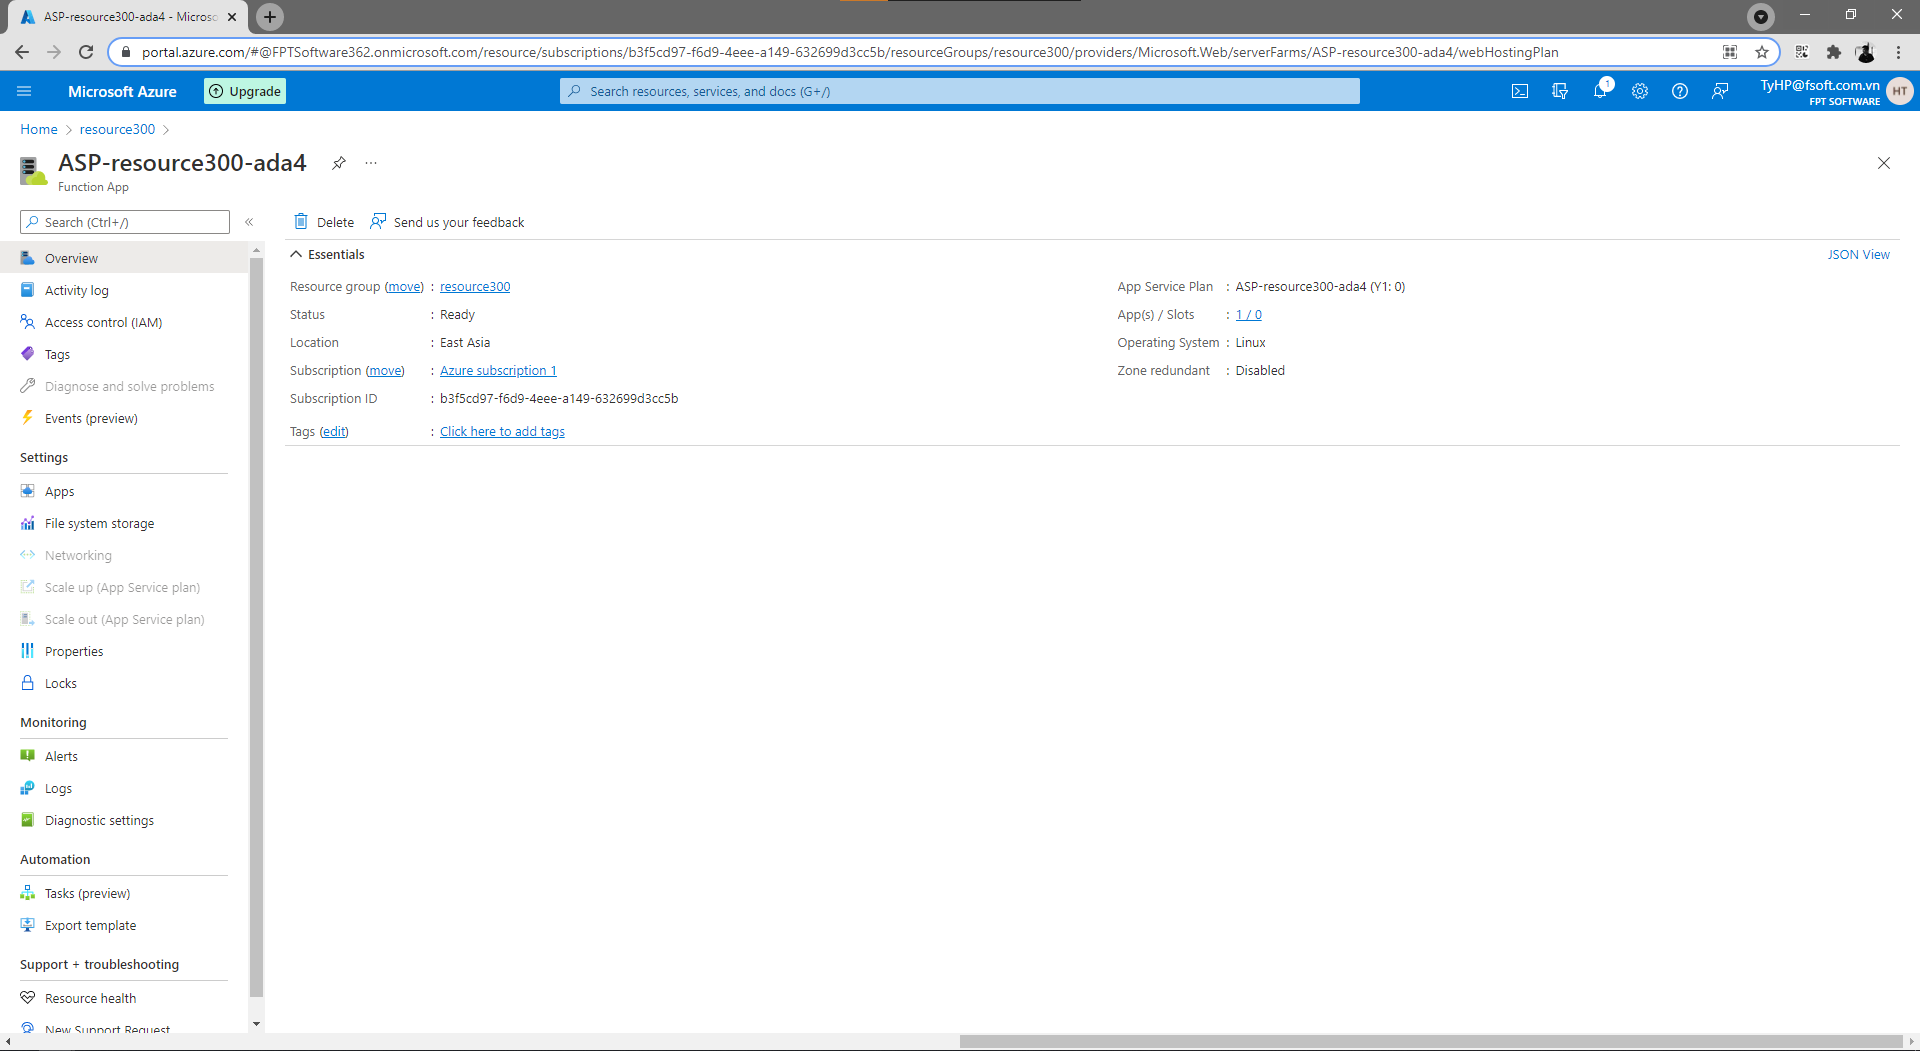 ASP-resource300-ada4 - Microso
portal.azure.com/#@FPTSoftware362.onmicrosoft.com/resource/subscriptions/b3f5cd97-f6d9-4eee-a149-632699d3cc5b/resourceGroups/resource300/providers/Microsoft.Web/serverFarms/ASP-resource300-ada4/webHostingPlan
Microsoft Azure
Upgrade
Search resources, services, and docs (G+/)
1
TyHP@fsoft.com.vn
FPT SOFTWARE
HT
Home > resource300 >
ASP-resource300-ada4
Function App
Search (Ctrl+/)
Overview
Activity log
Access control (IAM)
Tags
Diagnose and solve problems
Events (preview)
Settings
Apps
File system storage
Networking
Scale up (App Service plan)
Scale out (App Service plan)
Properties
Locks
Monitoring
Alerts
Logs
Diagnostic settings
Automation
Tasks (preview)
Export template
Support + troubleshooting
Resource health
New Support Request
Delete
Send us your feedback
Essentials
JSON View
Resource group (move) : resource300
Status : Ready
Location : East Asia
Subscription (move) : Azure subscription 1
Subscription ID : b3f5cd97-f6d9-4eee-a149-632699d3cc5b
Tags (edit) : Click here to add tags
App Service Plan : ASP-resource300-ada4 (Y1: 0)
App(s) / Slots : 1 / 0
Operating System : Linux
Zone redundant : Disabled